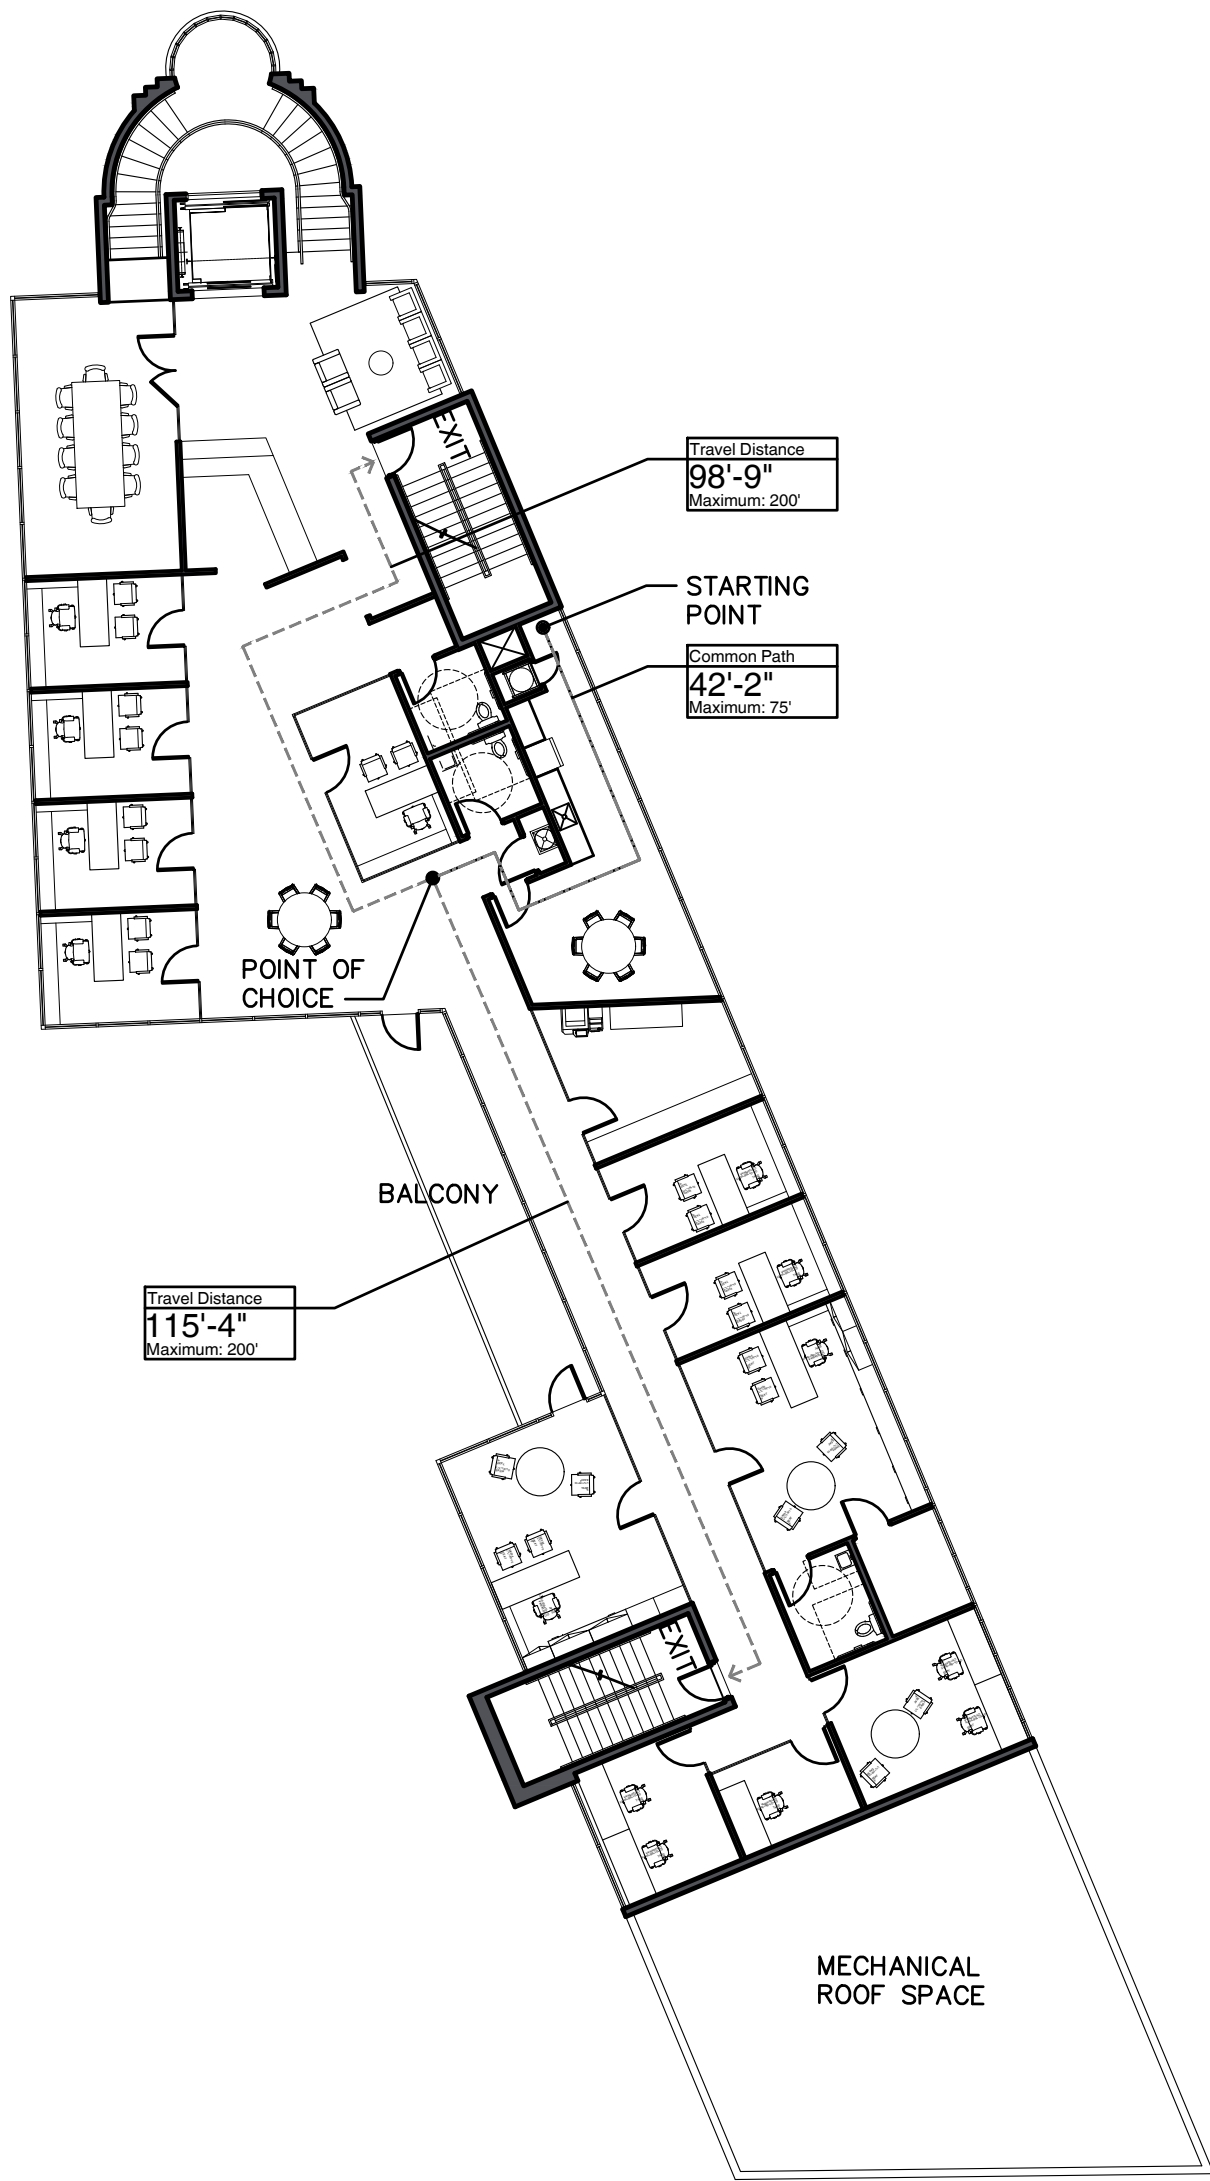 EXIT
Travel Distance
98'-9"
Maximum: 200'
STARTING
POINT
Common Path
42'-2"
Maximum: 75'
POINT OF
CHOICE
BALCONY
Travel Distance
115'-4"
Maximum: 200'
EXIT
MECHANICAL
ROOF SPACE